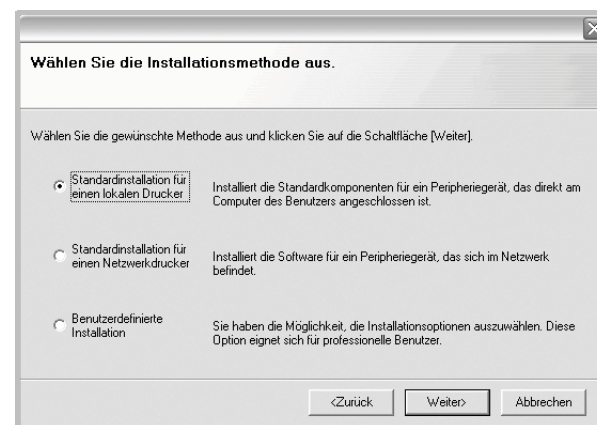 Wählen Sie die Installationsmethode aus.
Wählen Sie die gewünschte Methode aus und klicken Sie auf die Schaltfläche [Weiter].
Standardinstallation für
einen lokalen Drucker
Installiert die Standardkomponenten für ein Peripheriegerät, das direkt am
Computer des Benutzers angeschlossen ist.
Standardinstallation für
einen Netzwerkdrucker
Installiert die Software für ein Peripheriegerät, das sich im Netzwerk
befindet.
Benutzerdefinierte
Installation
Sie haben die Möglichkeit, die Installationsoptionen auszuwählen. Diese
Option eignet sich für professionelle Benutzer.
<Zurück
Weiter>
Abbrechen